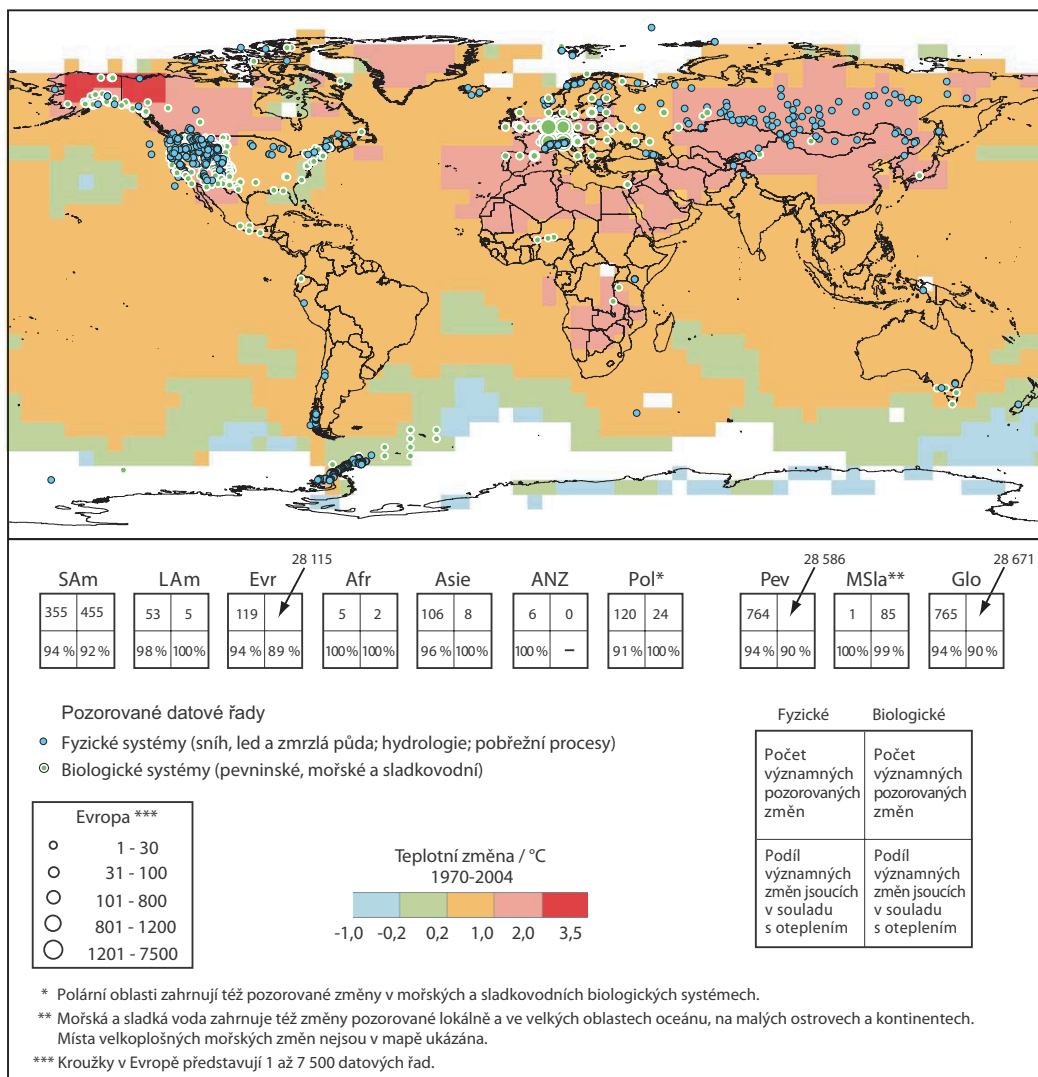 28 115
28 586
28 671
SAm LAm Evr Afr Asie ANZ Pol* Pev MSla** Glo
355 455 53 5 119 5 2 106 8 6 0 120 24 764 1 85 765
94 % 92 % 98 % 100 % 94 % 89 % 100 % 100 % 96 % 100 % 100 % – 91 % 100 % 94 % 90 % 100 % 99 % 94 % 90 %
Pozorované datové řady
Fyzické systémy (sníh, led a zmrzlá půda; hydrologie; pobřežní procesy)
Biologické systémy (pevninské, mořské a sladkovodní)
Evropa ***
1 - 30
31 - 100
101 - 800
801 - 1200
1201 - 7500
Teplotní změna / °C
1970-2004
-1,0 -0,2 0,2 1,0 2,0 3,5
Fyzické Biologické
Počet Počet
významných významných
pozorovaných pozorovaných
změn změn
Podíl Podíl
významných významných
změn jsoucích změn jsoucích
v souladu v souladu
s oteplením s oteplením
* Polární oblasti zahrnují též pozorované změny v mořských a sladkovodních biologických systémech.
** Mořská a sladká voda zahrnuje též změny pozorované lokálně a ve velkých oblastech oceánu, na malých ostrovech a kontinentech.
Místa velkoplošných mořských změn nejsou v mapě ukázána.
*** Kroužky v Evropě představují 1 až 7 500 datových řad.